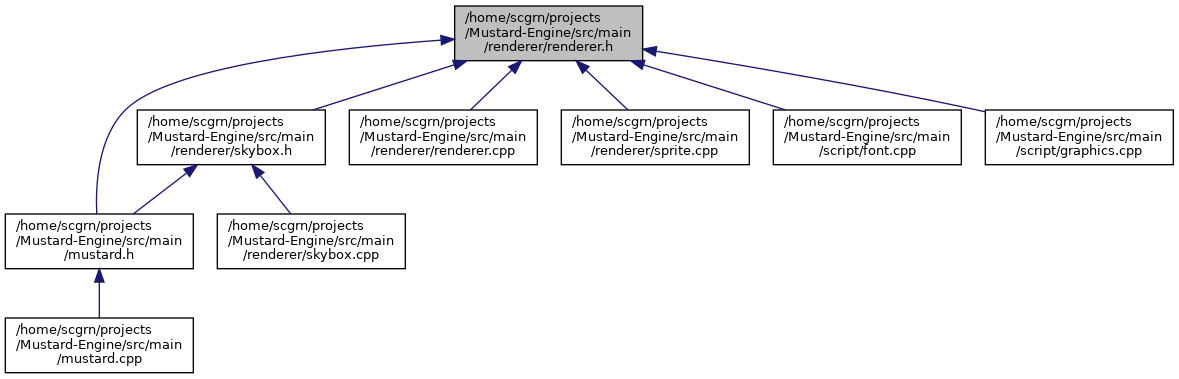 /home/scgrn/projects
/Mustard-Engine/src/main
/renderer/renderer.h
/home/scgrn/projects
/Mustard-Engine/src/main
/renderer/skybox.h
/home/scgrn/projects
/Mustard-Engine/src/main
/renderer/renderer.cpp
/home/scgrn/projects
/Mustard-Engine/src/main
/renderer/sprite.cpp
/home/scgrn/projects
/Mustard-Engine/src/main
/script/font.cpp
/home/scgrn/projects
/Mustard-Engine/src/main
/script/graphics.cpp
/home/scgrn/projects
/Mustard-Engine/src/main
/mustard.h
/home/scgrn/projects
/Mustard-Engine/src/main
/renderer/skybox.cpp
/home/scgrn/projects
/Mustard-Engine/src/main
/mustard.cpp